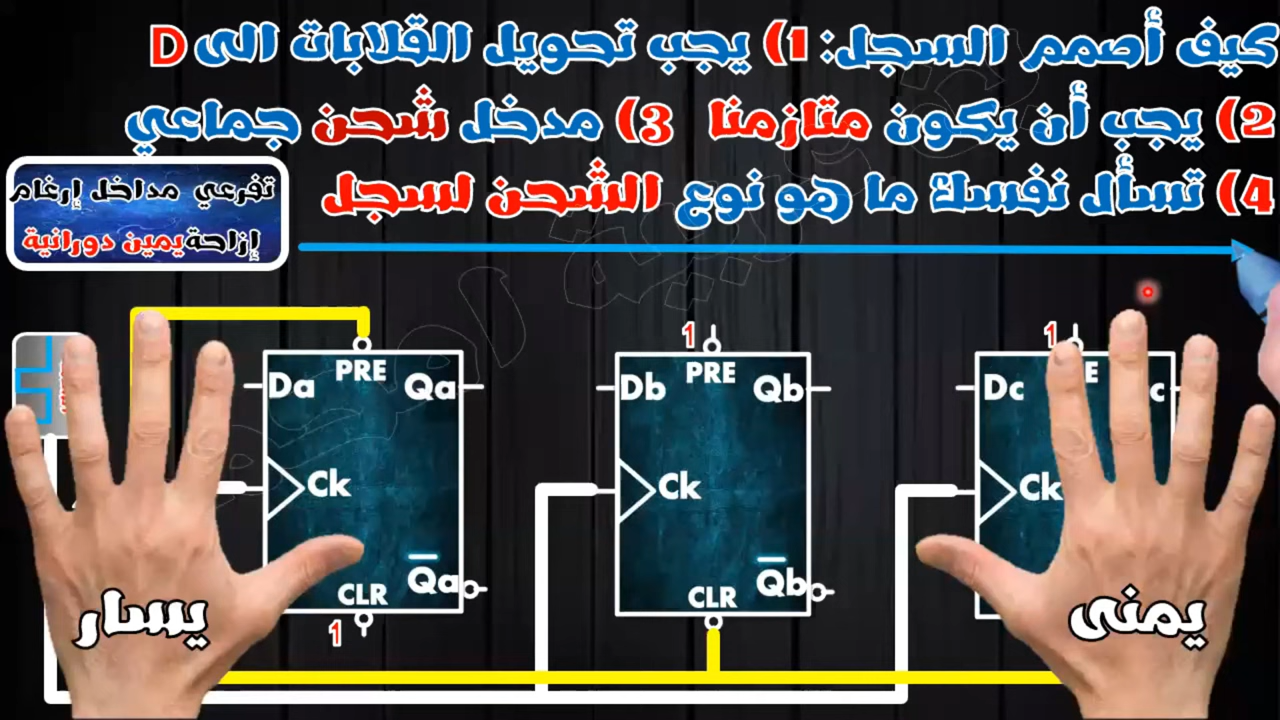 كيف أصمم السجل: 1) يجب تحويل القلابات الى D
2) يجب أن يكون متازمنا 3) مدخل شحن جماعي
4) تسأل نفسك ما هو نوع الشحن لسجل
تفرعي مداخل إرغام
إزاحة يمين دورانية
1
1
Da
PRE
Qa
Db
PRE
Qb
Dc
E
c
Ck
Ck
Ck
Qa
Qb
CLR
CLR
1
يسار
يمنى